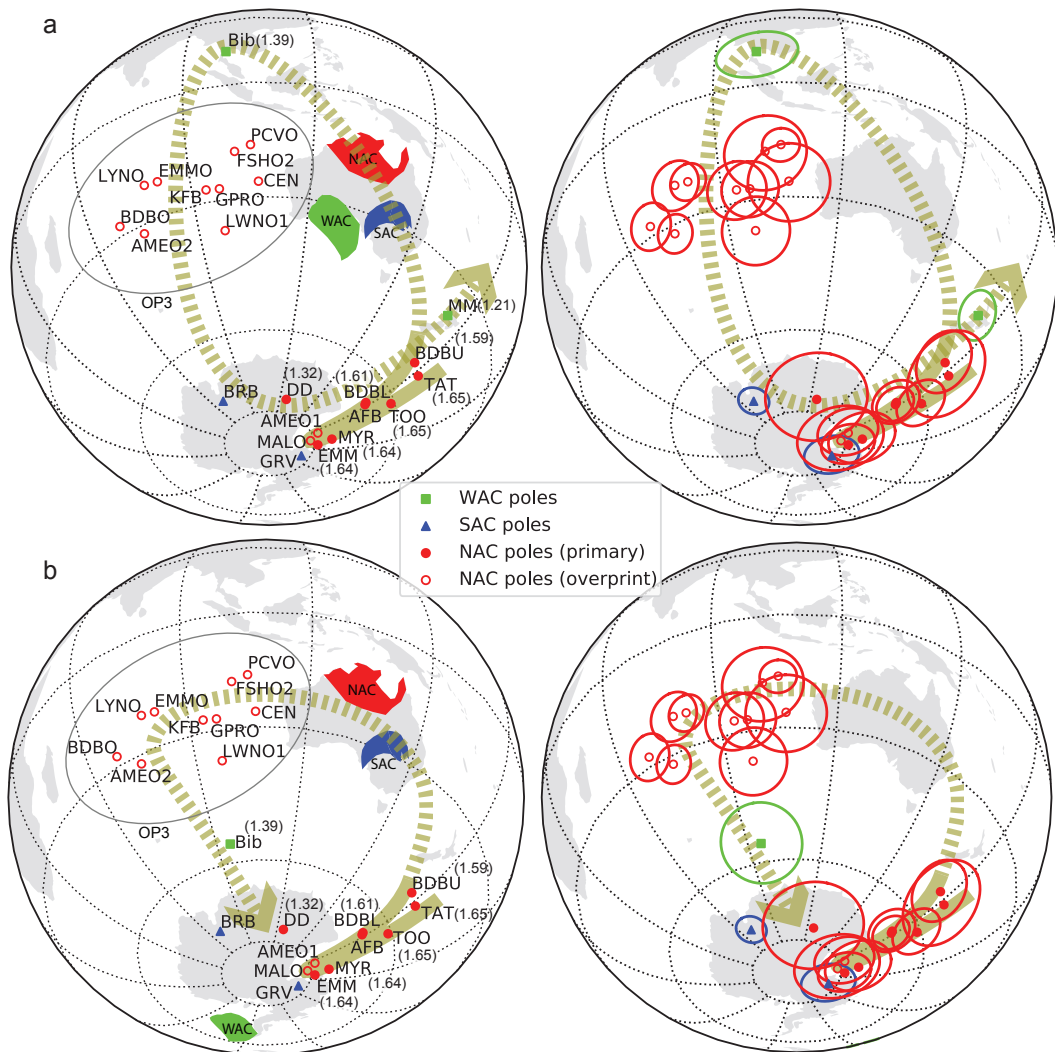 a
Bib(1.39)
PCVO
NAC
FSHO2
LYNO EMMO CEN
KFB GPRO
BDBO LWNO1 WAC SAC
AMEO2
OP3 MM(1.21)
(1.59)
BDBU
(1.32) (1.61)
BRB DD TAT
BDBL (1.65)
AMEO1 AFB TOO
MALO MYR (1.65)
GRV EMM (1.64)
(1.64)
WAC poles
SAC poles
NAC poles (primary)
NAC poles (overprint)
b
PCVO
NAC
FSHO2
LYNO EMMO CEN
KFB GPRO
BDBO LWNO1 SAC
AMEO2
OP3 (1.39)
Bib
(1.59)
BDBU
(1.32) (1.61)
BRB DD TAT(1.65)
BDBL
AMEO1 AFB TOO
(1.65)
MALO MYR
GRV EMM (1.64)
(1.64)
WAC